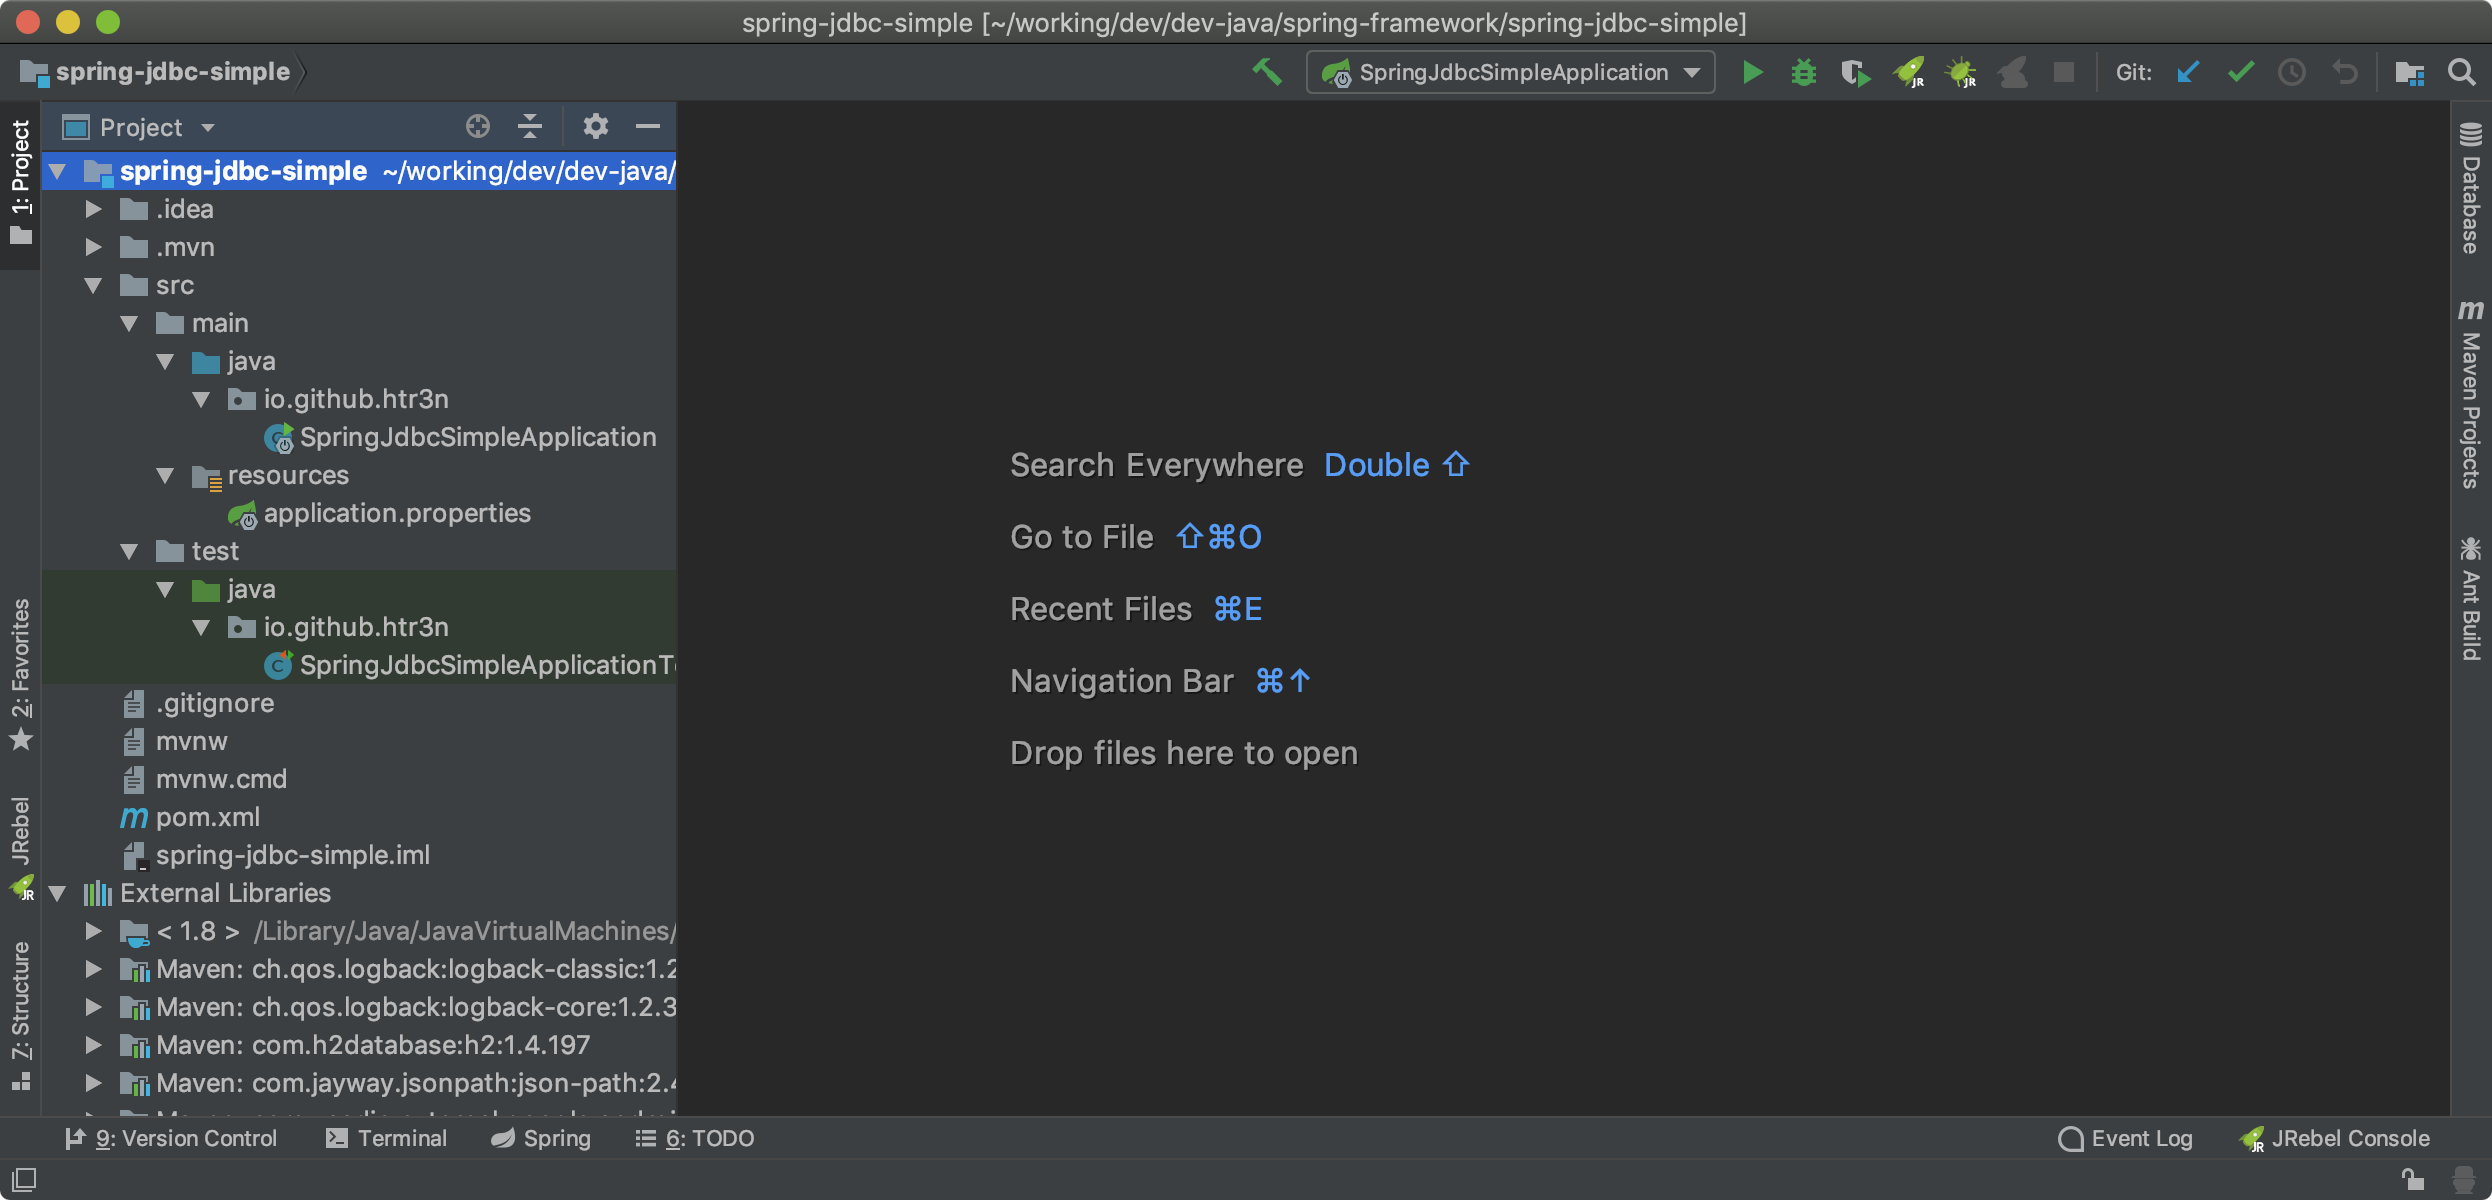 spring-jdbc-simple [~/working/dev/dev-java/spring-framework/spring-jdbc-simple]
spring-jdbc-simple
SpringJdbcSimpleApplication
JR
JR
Git:
1: Project
2: Favorites
JRebel
JR
7: Structure
Project
spring-jdbc-simple ~/working/dev/dev-java/
.idea
.mvn
src
main
java
io.github.htr3n
SpringJdbcSimpleApplication
resources
application.properties
test
java
io.github.htr3n
SpringJdbcSimpleApplicationT
.gitignore
mvnw
mvnw.cmd
pom.xml
spring-jdbc-simple.iml
External Libraries
< 1.8 > /Library/Java/JavaVirtualMachines/
Maven: ch.qos.logback:logback-classic:1.2
Maven: ch.qos.logback:logback-core:1.2.3
Maven: com.h2database:h2:1.4.197
Maven: com.jayway.jsonpath:json-path:2.4
Search Everywhere Double ⇧
Go to File ⇧⌘O
Recent Files ⌘E
Navigation Bar ⌘↑
Drop files here to open
Database
Maven Projects
Ant Build
9: Version Control
Terminal
Spring
6: TODO
Event Log
JR
JRebel Console